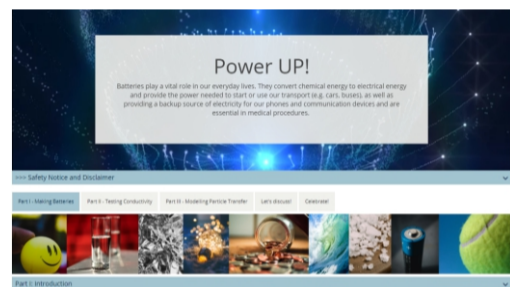 Power UP!
Batteries play a vital role in our everyday lives. They convert chemical energy to electrical energy
and provide the power needed to start or use our transport (e.g. cars, buses), as well as
providing a backup source of electricity for our phones and communication devices and are
essential in medical procedures.
Safety Notice and Disclaimer
Part I - Making Batteries Part II - Testing Conductivity Part III - Modelling Particle Transfer Let's discuss! Celebrate!
Part I: Introduction